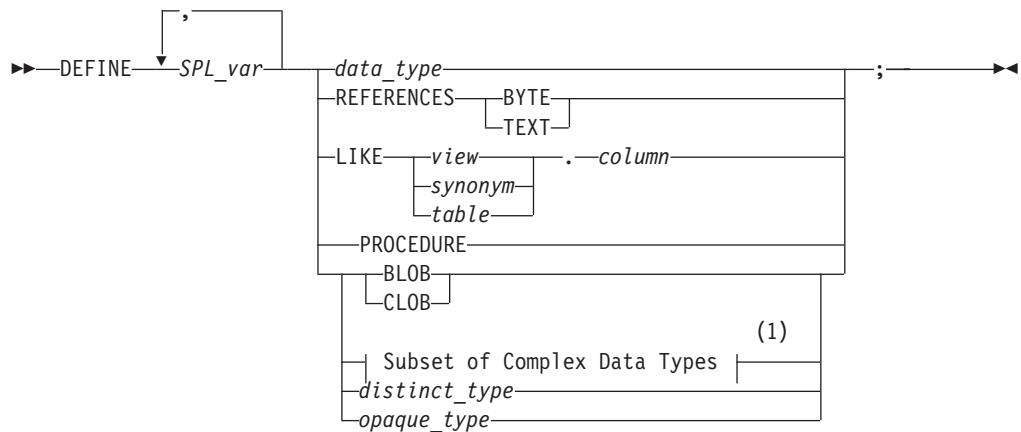 ,
DEFINE SPL_var data_type ;
REFERENCES BYTE
TEXT
LIKE view . column
synonym
table
PROCEDURE
BLOB
CLOB
(1)
Subset of Complex Data Types
distinct_type
opaque_type